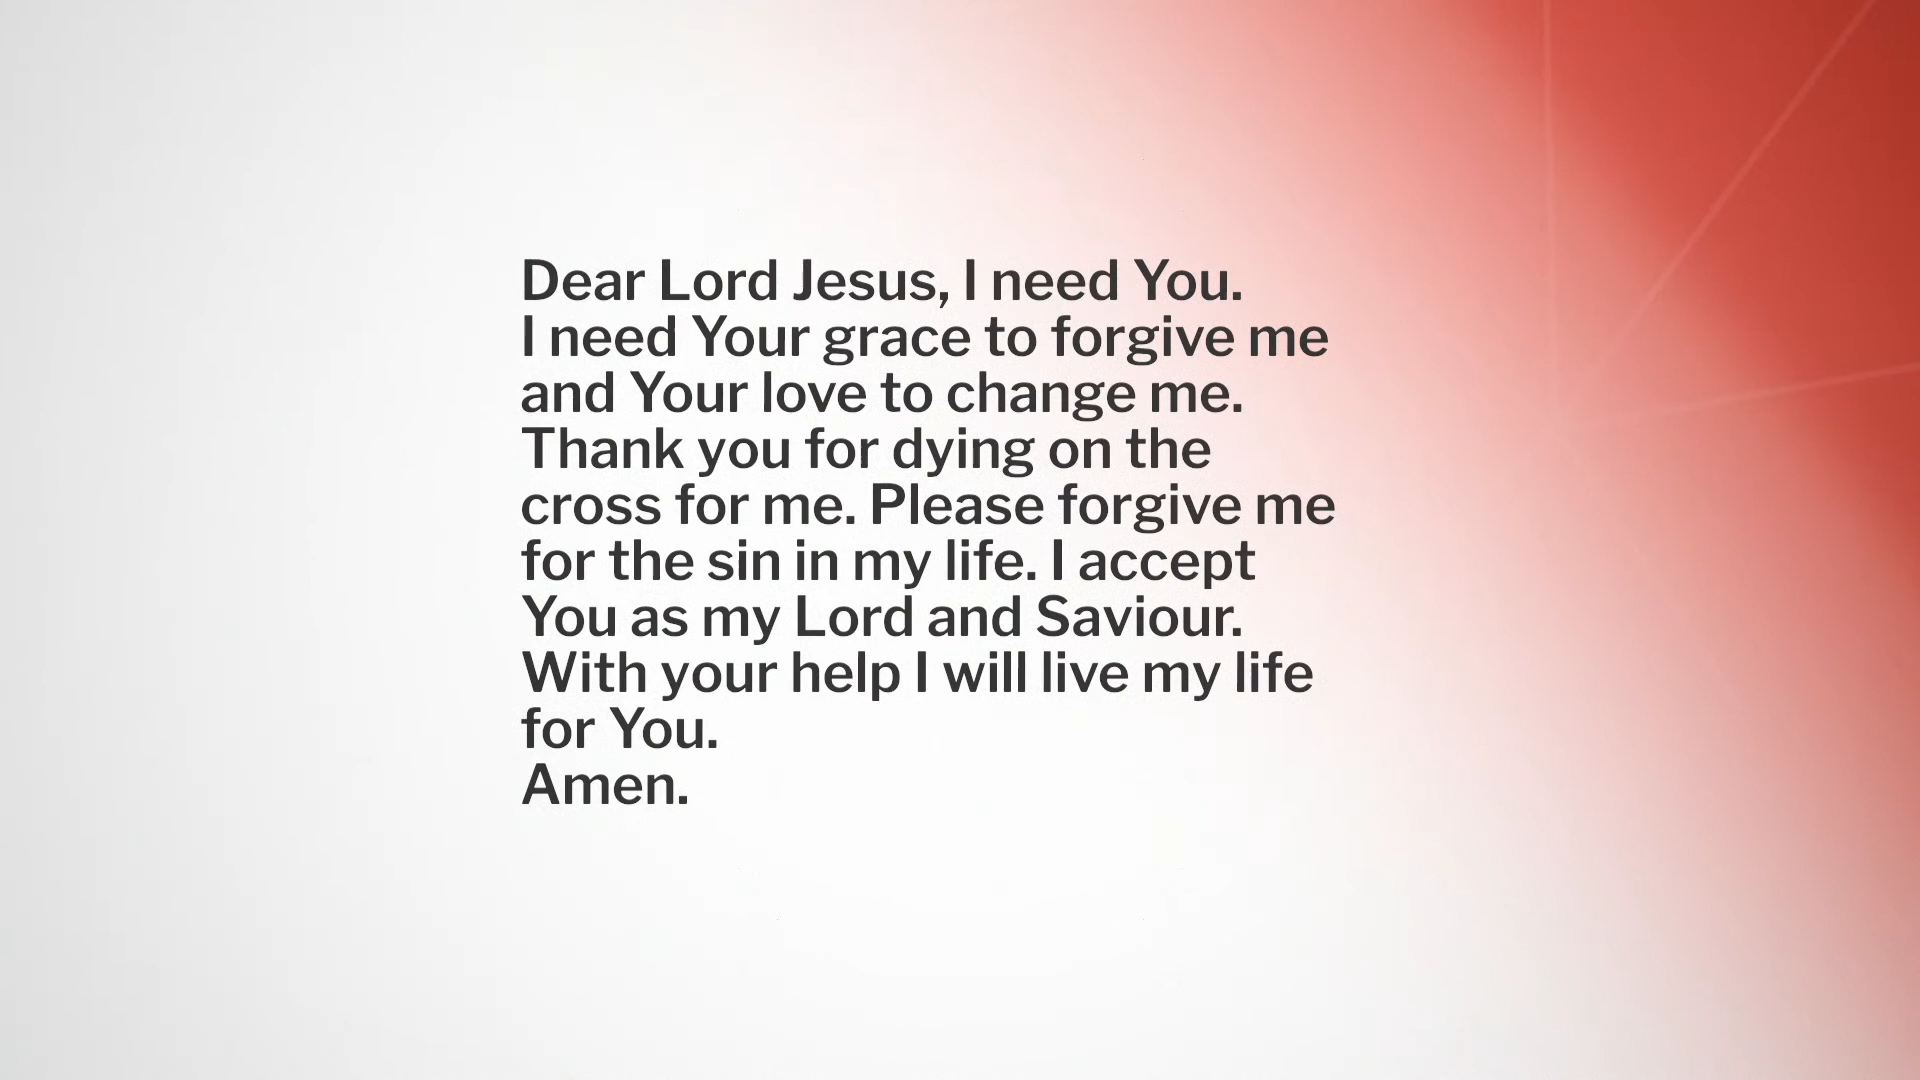 Dear Lord Jesus, I need You.
I need Your grace to forgive me
and Your love to change me.
Thank you for dying on the
cross for me. Please forgive me
for the sin in my life. I accept
You as my Lord and Saviour.
With your help I will live my life
for You.
Amen.